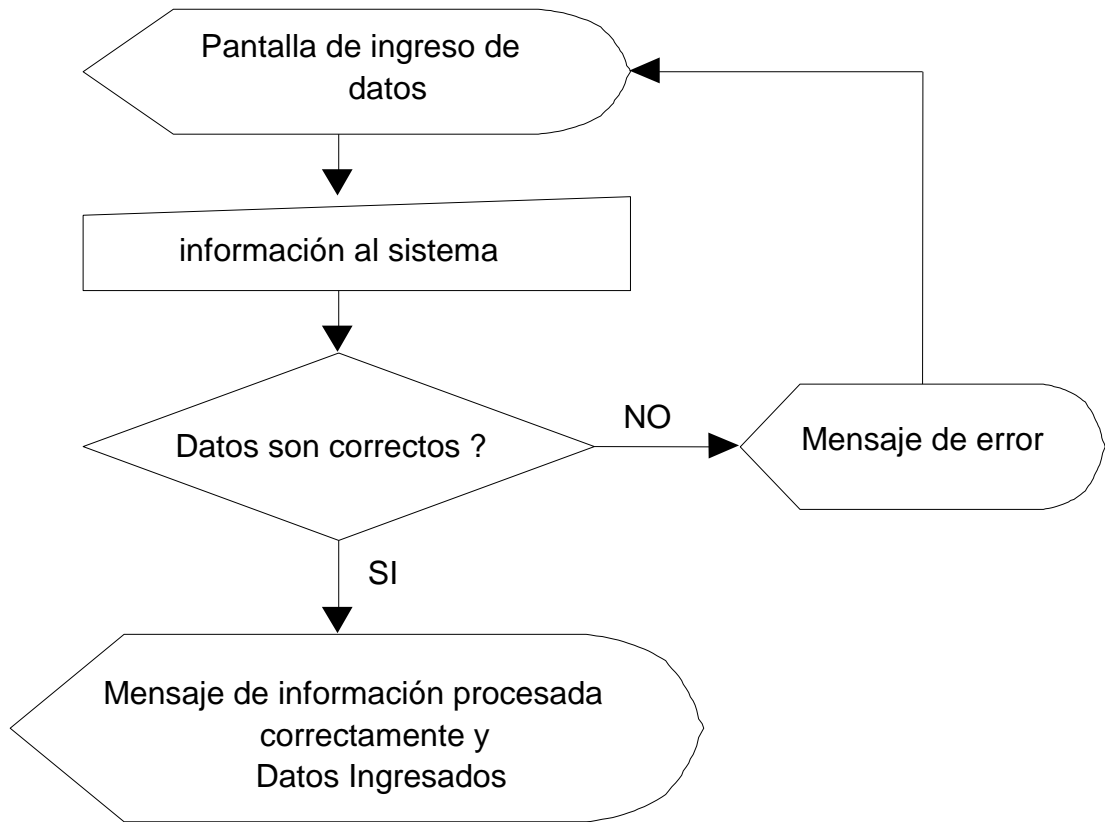 Pantalla de ingreso de
datos
información al sistema
Datos son correctos ?
NO
Mensaje de error
SI
Mensaje de información procesada
correctamente y
Datos Ingresados